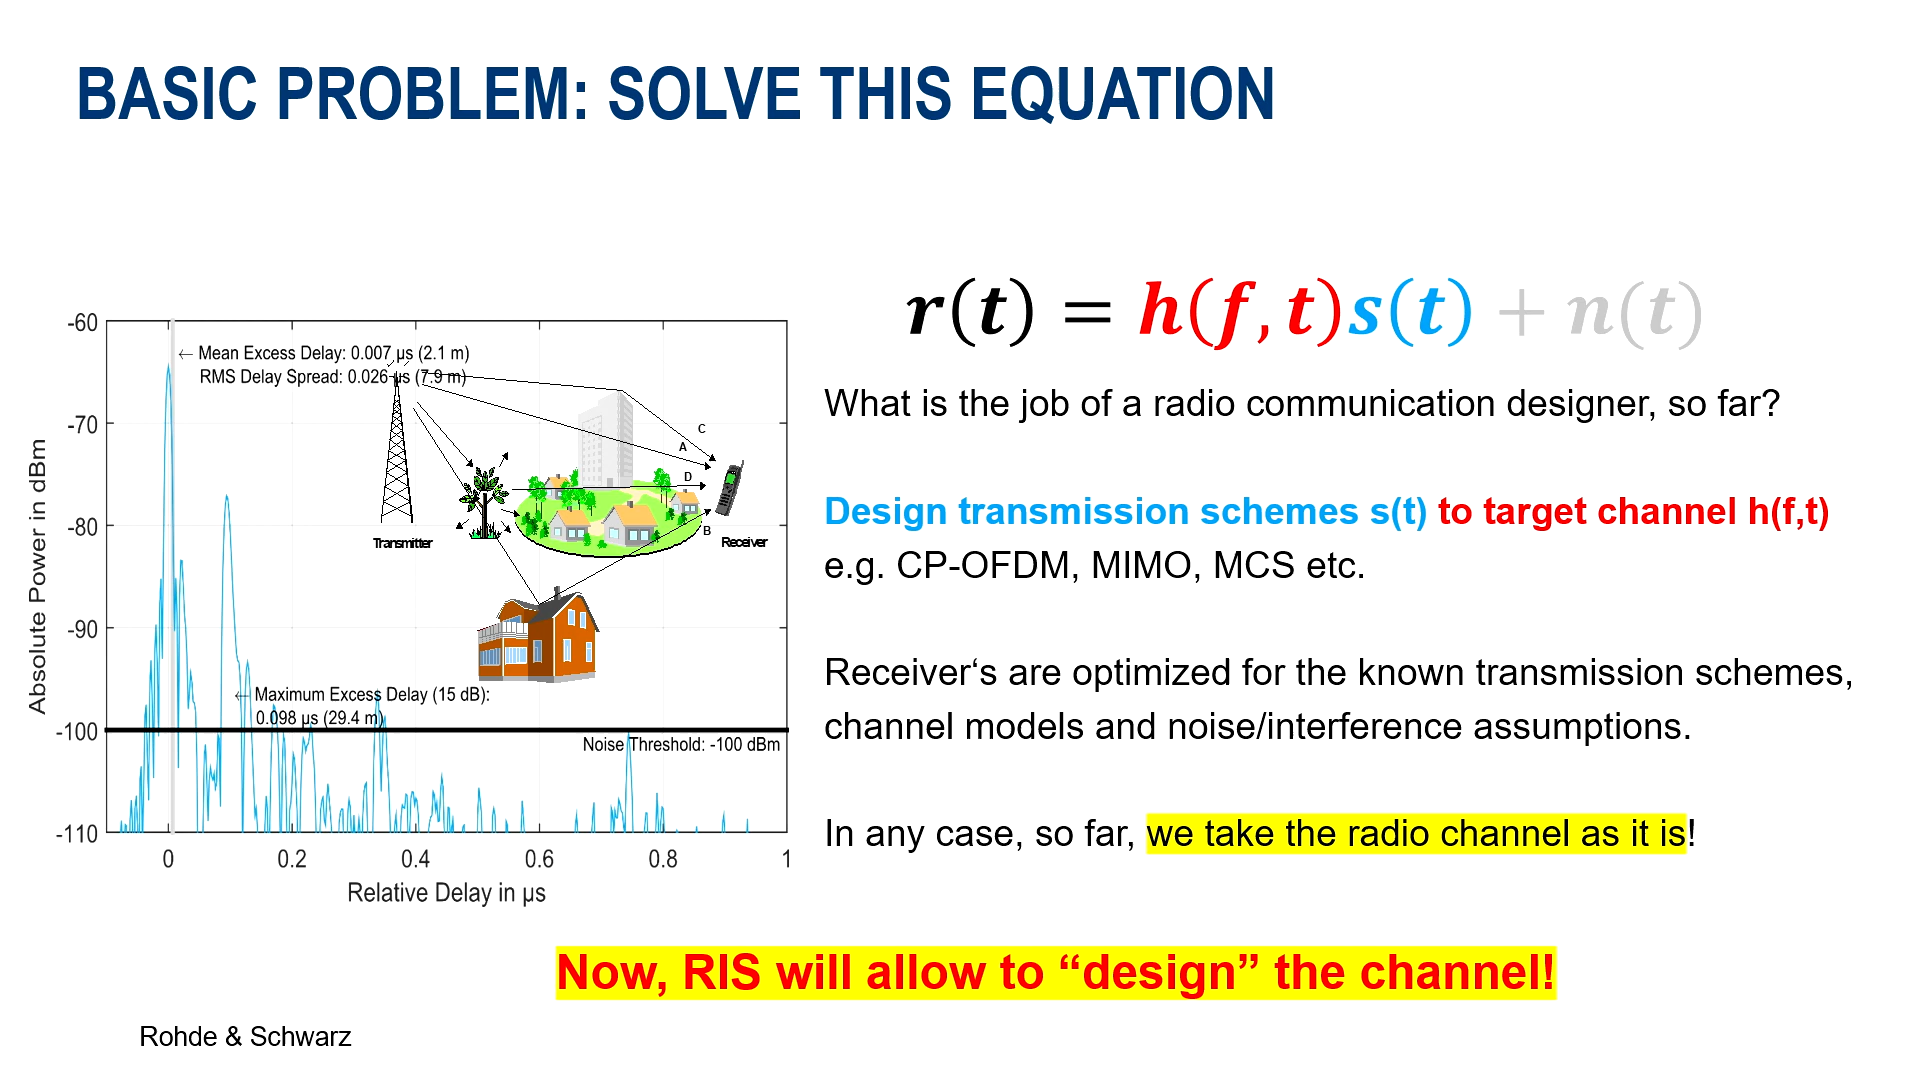 BASIC PROBLEM: SOLVE THIS EQUATION
r(t) = h(f,t)s(t) + n(t)
What is the job of a radio communication designer, so far?
Design transmission schemes s(t) to target channel h(f,t)
e.g. CP-OFDM, MIMO, MCS etc.
Receiver‘s are optimized for the known transmission schemes,
channel models and noise/interference assumptions.
In any case, so far, we take the radio channel as it is!
-60
-70
-80
-90
-100
-110
Absolute Power in dBm
← Mean Excess Delay: 0.007 µs (2.1 m)
RMS Delay Spread: 0.026 µs (7.9 m)
C
A
D
B
Transmitter
Receiver
← Maximum Excess Delay (15 dB):
0.098 µs (29.4 m)
Noise Threshold: -100 dBm
0 0.2 0.4 0.6 0.8 1
Relative Delay in µs
Now, RIS will allow to “design” the channel!
Rohde & Schwarz